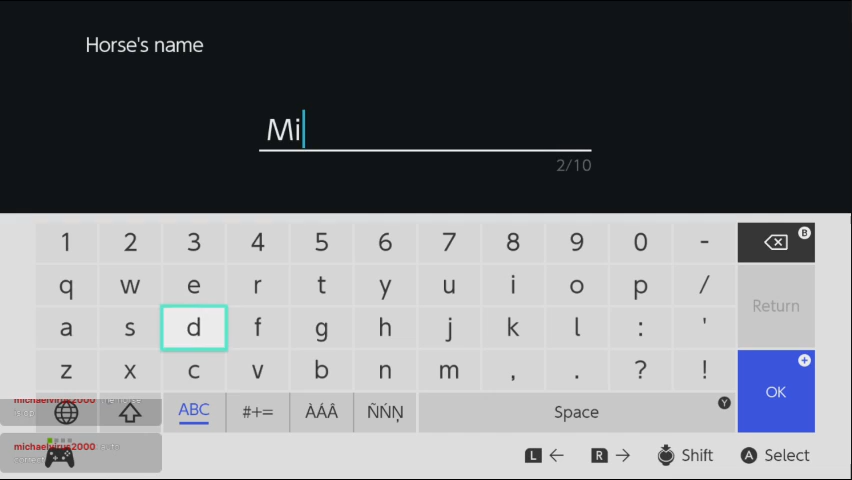 Horse's name
Mi
2/10
1 2 3 4 5 6 7 8 9 0 -
B
q w e r t y u i o p /
Return
a s d f g h j k l : '
z x c v b n m , . ? !
+
OK
michaelvirus2000
ABC #+= ÀÁÂ ÑŃŅ Space Y
michaelvirus2000
L ← R → Shift A Select